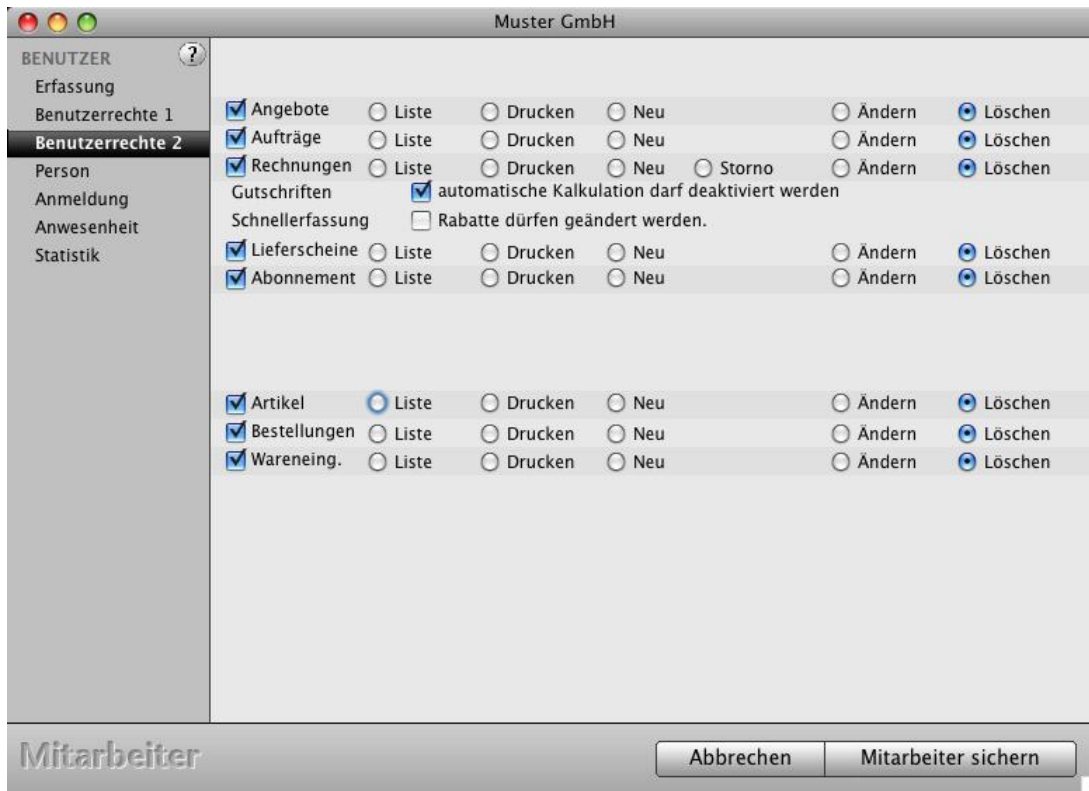 Muster GmbH
BENUTZER ?
Erfassung
Benutzerrechte 1
Benutzerrechte 2
Person
Anmeldung
Anwesenheit
Statistik
Angebote Liste Drucken Neu Ändern Löschen
Aufträge Liste Drucken Neu Ändern Löschen
Rechnungen Liste Drucken Neu Storno Ändern Löschen
Gutschriften automatische Kalkulation darf deaktiviert werden
Schnellerfassung Rabatte dürfen geändert werden.
Lieferscheine Liste Drucken Neu Ändern Löschen
Abonnement Liste Drucken Neu Ändern Löschen
Artikel Liste Drucken Neu Ändern Löschen
Bestellungen Liste Drucken Neu Ändern Löschen
Wareneing. Liste Drucken Neu Ändern Löschen
Mitarbeiter
Abbrechen Mitarbeiter sichern